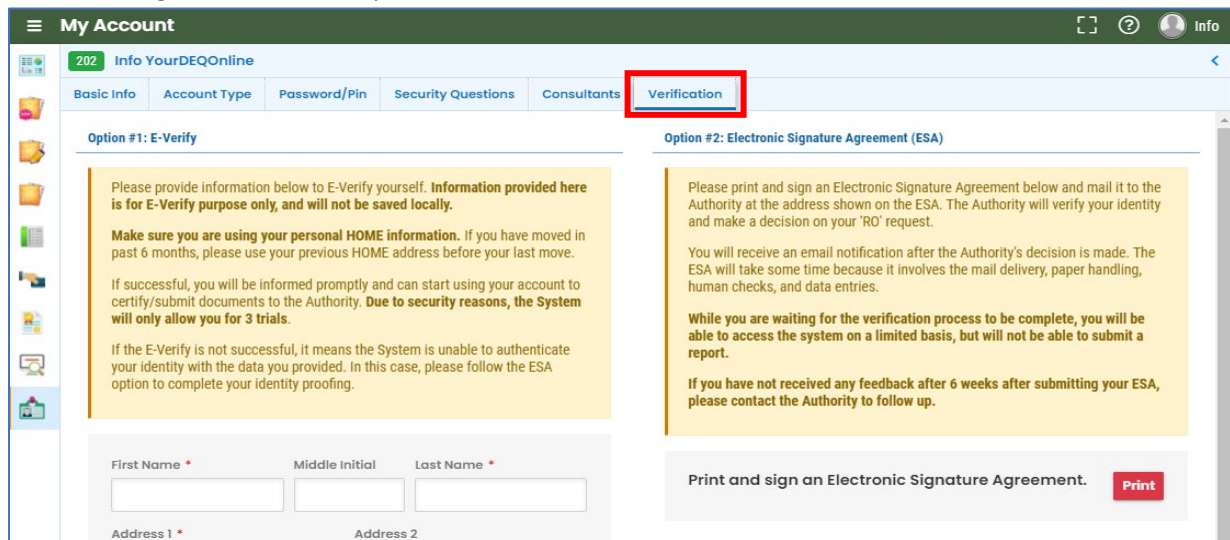 My Account
Info
202 Info YourDEQOnline
Basic Info Account Type Password/Pin Security Questions Consultants Verification
Option #1: E-Verify
Please provide information below to E-Verify yourself. Information provided here
is for E-Verify purpose only, and will not be saved locally.
Make sure you are using your personal HOME information. If you have moved in
past 6 months, please use your previous HOME address before your last move.
If successful, you will be informed promptly and can start using your account to
certify/submit documents to the Authority. Due to security reasons, the System
will only allow you for 3 trials.
If the E-Verify is not successful, it means the System is unable to authenticate
your identity with the data you provided. In this case, please follow the ESA
option to complete your identity proofing.
First Name * Middle Initial Last Name *
Address 1 * Address 2
Option #2: Electronic Signature Agreement (ESA)
Please print and sign an Electronic Signature Agreement below and mail it to the
Authority at the address shown on the ESA. The Authority will verify your identity
and make a decision on your 'RO' request.
You will receive an email notification after the Authority's decision is made. The
ESA will take some time because it involves the mail delivery, paper handling,
human checks, and data entries.
While you are waiting for the verification process to be complete, you will be
able to access the system on a limited basis, but will not be able to submit a
report.
If you have not received any feedback after 6 weeks after submitting your ESA,
please contact the Authority to follow up.
Print and sign an Electronic Signature Agreement. Print